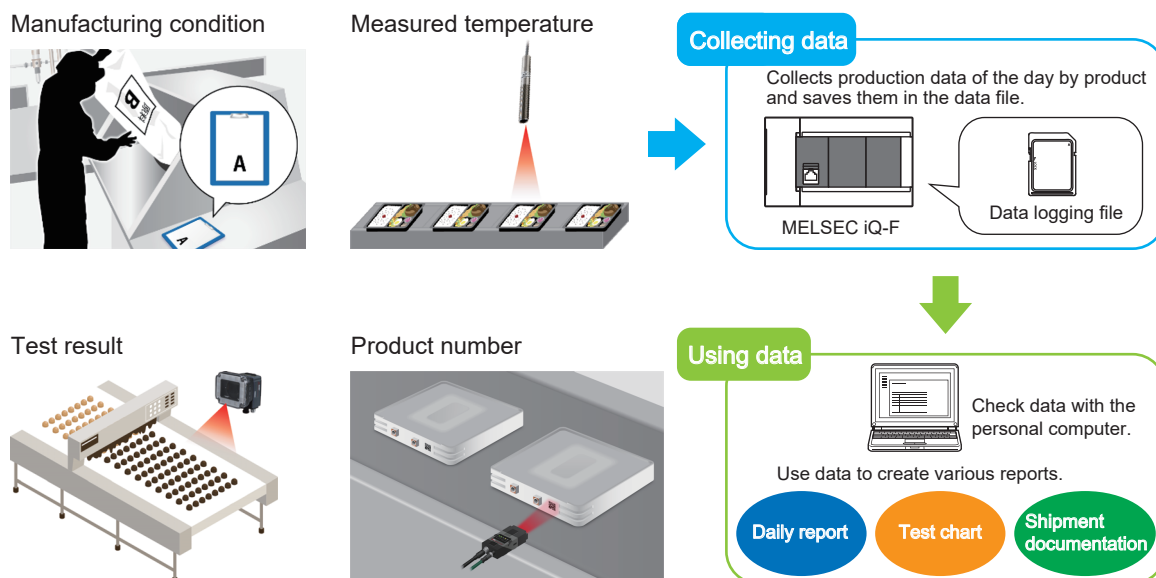 Manufacturing condition
B
A
A
Measured temperature
Collecting data
Collects production data of the day by product
and saves them in the data file.
MELSEC iQ-F
Data logging file
Test result
Product number
Using data
Check data with the
personal computer.
Use data to create various reports.
Daily report
Test chart
Shipment
documentation